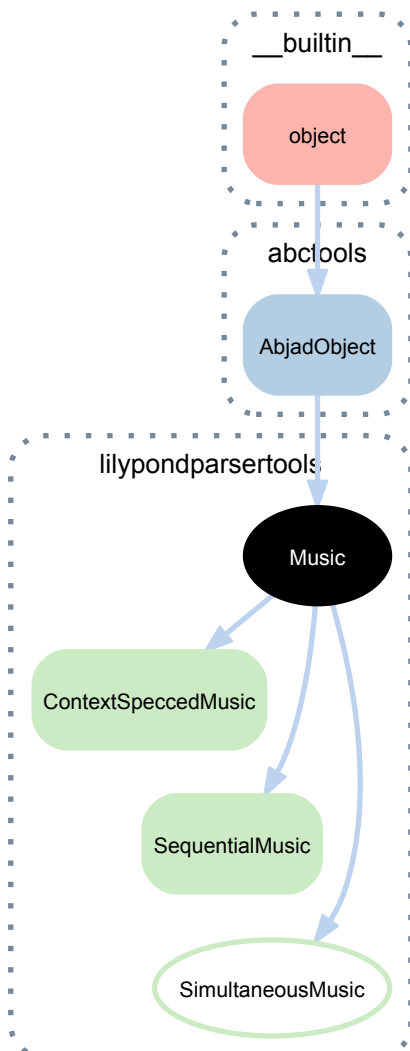 __builtin__
object
abctools
AbjadObject
lilypondparsertools
Music
ContextSpeccedMusic
SequentialMusic
SimultaneousMusic